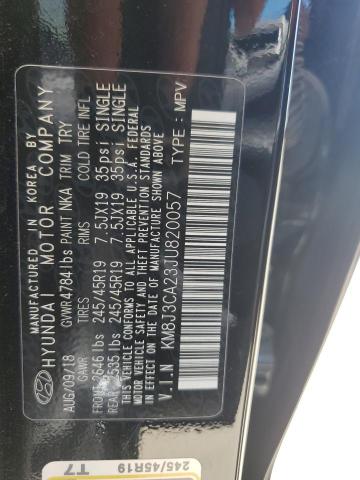 MADE IN KOREA BY
HYUNDAI MOTOR COMPANY
AUG/09/18 GVWR 4784 lbs PAINT NKA TRIM TRY
GAWR TIRES RIMS COLD TIRE INFL
FRONT 2646 lbs 245/45R19 7.5JX19 35psi SINGLE
REAR 2535 lbs 245/45R19 7.5JX19 35psi SINGLE
THIS VEHICLE CONFORMS TO ALL APPLICABLE U.S.A. FEDERAL
MOTOR VEHICLE SAFETY AND THEFT PREVENTION STANDARDS
IN EFFECT ON THE DATE OF MANUFACTURE SHOWN ABOVE.
V.I.N KM8J3CA23JU820057 TYPE : MPV
T7
245/45R19